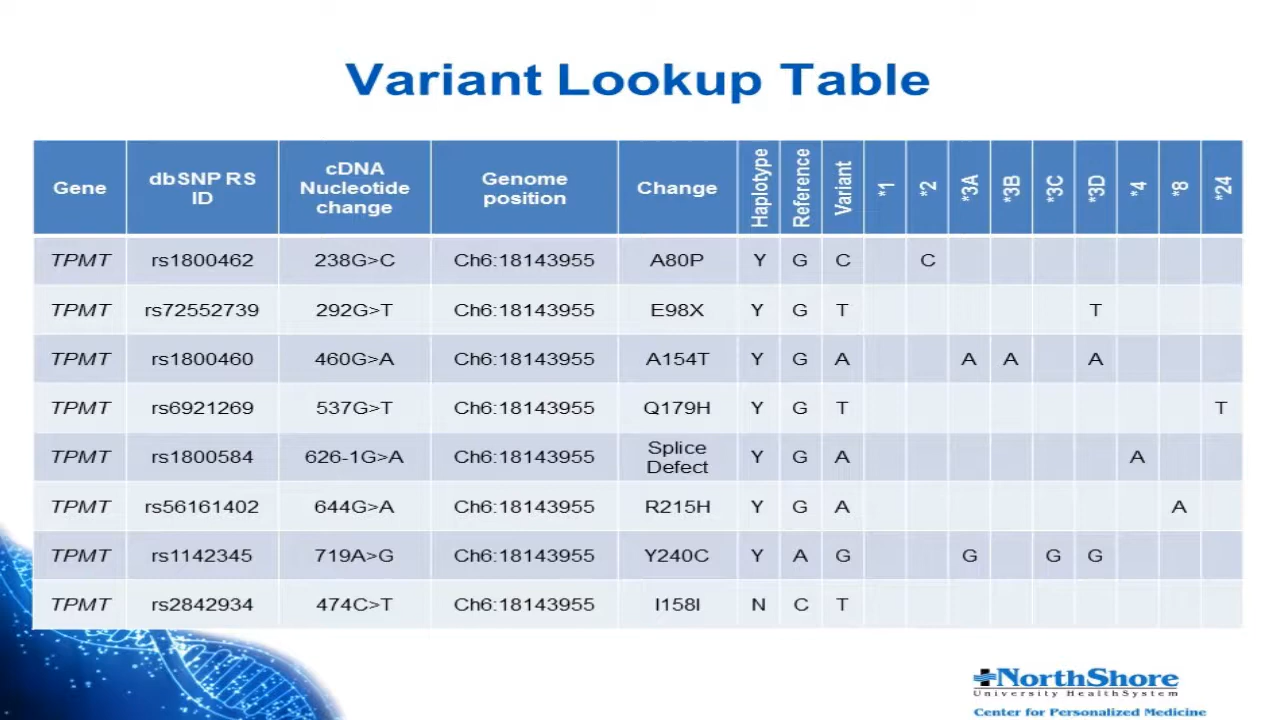 Variant Lookup Table
Gene dbSNP RS ID cDNA Nucleotide change Genome position Change Haplotype Reference Variant *1 *2 *3A *3B *3C *3D *4 *8 *24
TPMT rs1800462 238G>C Ch6:18143955 A80P Y G C C
TPMT rs72552739 292G>T Ch6:18143955 E98X Y G T T
TPMT rs1800460 460G>A Ch6:18143955 A154T Y G A A A A
TPMT rs6921269 537G>T Ch6:18143955 Q179H Y G T T
TPMT rs1800584 626-1G>A Ch6:18143955 Splice Defect Y G A A
TPMT rs56161402 644G>A Ch6:18143955 R215H Y G A A
TPMT rs1142345 719A>G Ch6:18143955 Y240C Y A G G G G
TPMT rs2842934 474C>T Ch6:18143955 I158I N C T
NorthShore
University HealthSystem
Center for Personalized Medicine